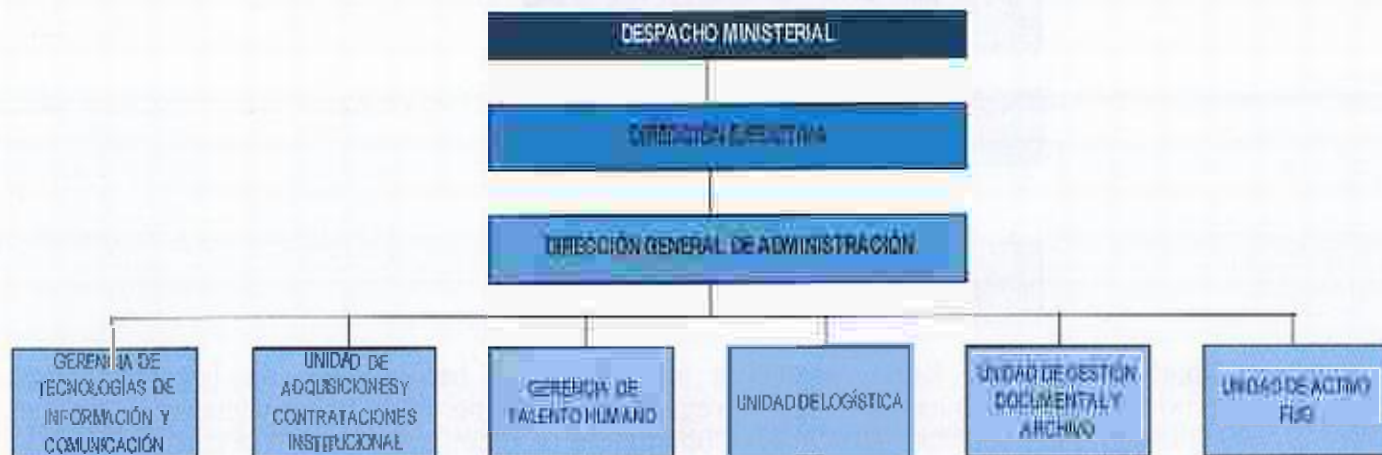 DESPACHO MINISTERIAL
DIRECCIÓN EJECUTIVA
DIRECCIÓN GENERAL DE ADMINISTRACIÓN
GERENCIA DE
TECNOLOGÍAS DE
INFORMACIÓN Y
COMUNICACIÓN
UNIDAD DE
ADQUISICIONES Y
CONTRATACIONES
INSTITUCIONAL
GERENCIA DE
TALENTO HUMANO
UNIDAD DE LOGÍSTICA
UNIDAD DE GESTIÓN
DOCUMENTAL Y
ARCHIVO
UNIDAD DE ACTIVO
FIJO